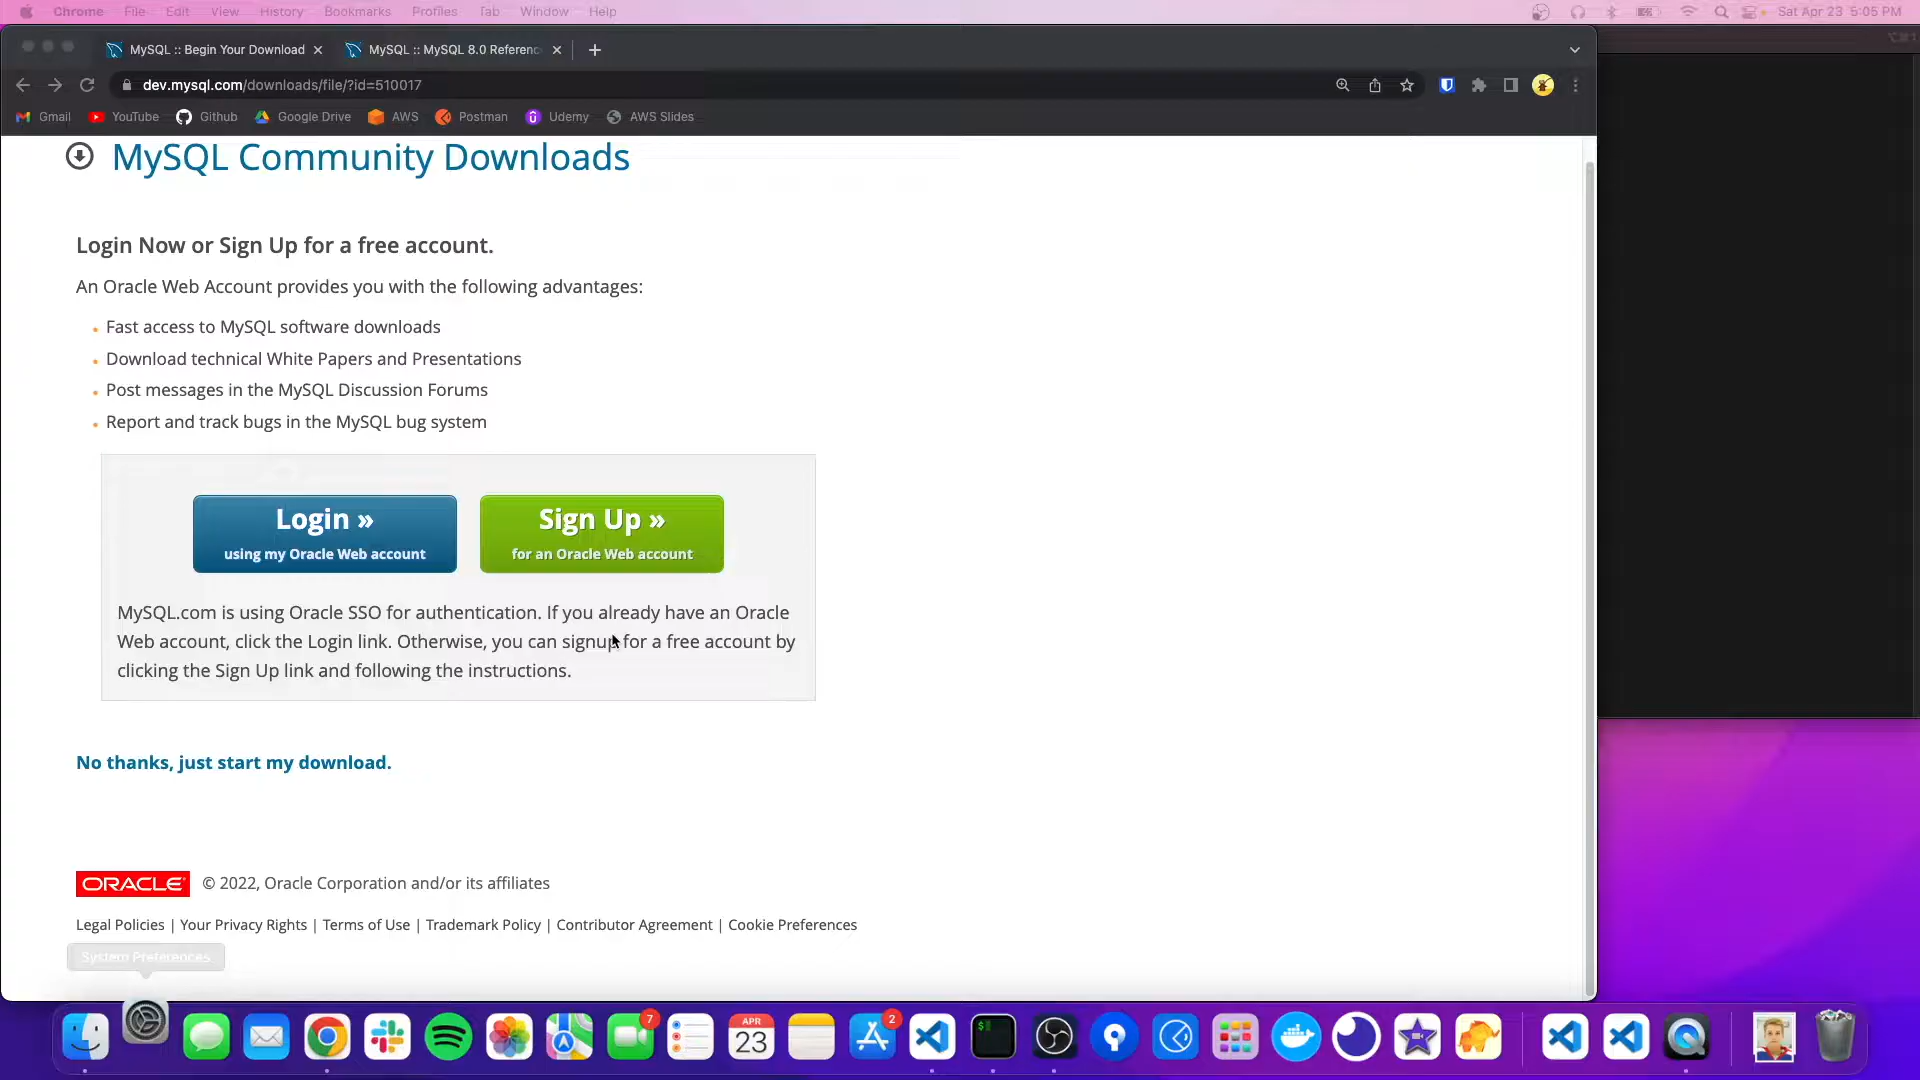 Chrome File Edit View History Bookmarks Profiles Tab Window Help Sat Apr 23 5:05 PM
MySQL :: Begin Your Download MySQL :: MySQL 8.0 Referenc
dev.mysql.com/downloads/file/?id=510017
Gmail YouTube Github Google Drive AWS Postman Udemy AWS Slides
MySQL Community Downloads
Login Now or Sign Up for a free account.
An Oracle Web Account provides you with the following advantages:
Fast access to MySQL software downloads
Download technical White Papers and Presentations
Post messages in the MySQL Discussion Forums
Report and track bugs in the MySQL bug system
Login »
using my Oracle Web account
Sign Up »
for an Oracle Web account
MySQL.com is using Oracle SSO for authentication. If you already have an Oracle
Web account, click the Login link. Otherwise, you can signup for a free account by
clicking the Sign Up link and following the instructions.
No thanks, just start my download.
ORACLE © 2022, Oracle Corporation and/or its affiliates
Legal Policies | Your Privacy Rights | Terms of Use | Trademark Policy | Contributor Agreement | Cookie Preferences
System Preferences
7
APR
23
2
$